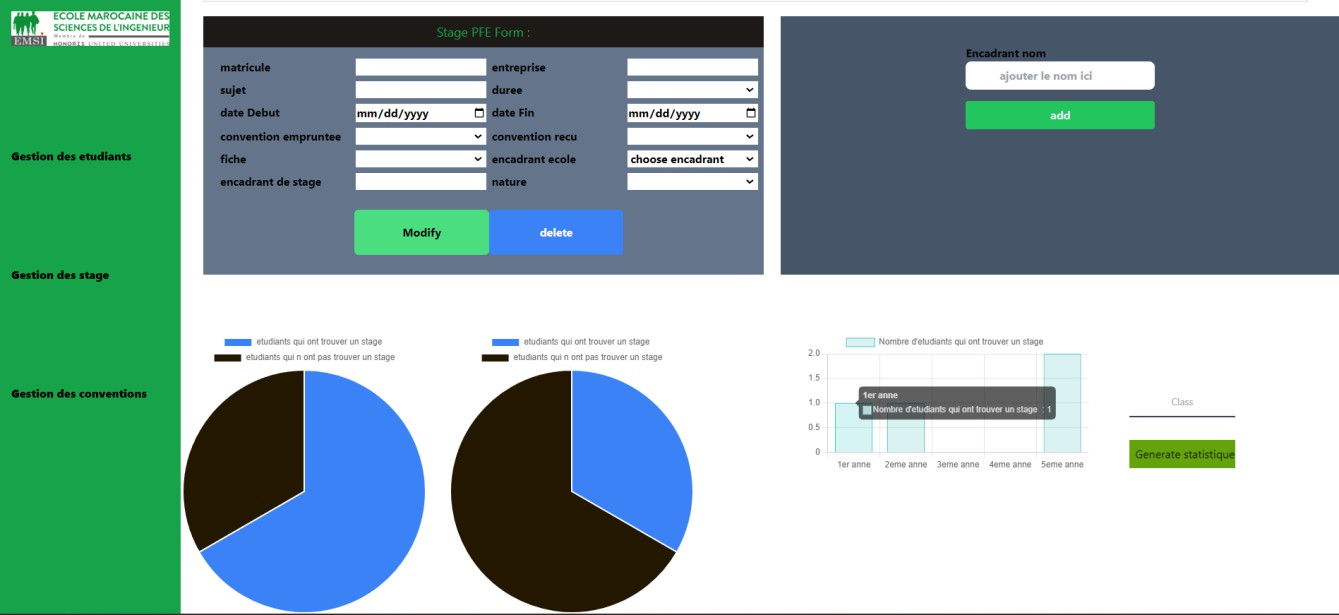 ECOLE MAROCAINE DES
SCIENCES DE L'INGENIEUR
Membre de
HONORIS UNITED UNIVERSITIES
EMSI
Gestion des etudiants
Gestion des stage
Gestion des conventions
Stage PFE Form :
matricule entreprise
sujet duree
date Debut mm/dd/yyyy date Fin mm/dd/yyyy
convention empruntee convention recu
fiche encadrant ecole choose encadrant
encadrant de stage nature
Modify delete
Encadrant nom
ajouter le nom ici
add
etudiants qui ont trouver un stage
etudiants qui n ont pas trouver un stage
etudiants qui ont trouver un stage
etudiants qui n ont pas trouver un stage
Nombre d'etudiants qui ont trouver un stage
2.0
1.5
1.0
0.5
0
1er anne
Nombre d'etudiants qui ont trouver un stage : 1
1er anne 2eme anne 3eme anne 4eme anne 5eme anne
Class
Generate statistique